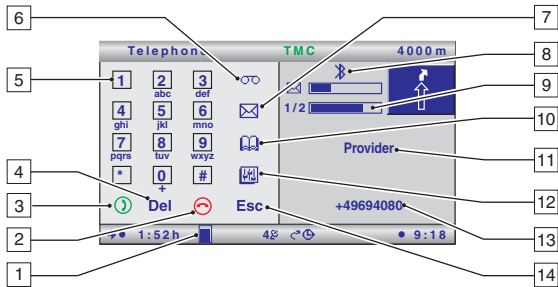 6
7
Telephone TMC 4000m
8
5
1 2 3
abc def
9
1/2
4 5 6
ghi jkl mno
10
7 8 9
pqrs tuv wxyz
Provider
11
4
* 0 #
+
12
3
Del Esc
+49694080
13
2
1:52h 4 9:18
1
14